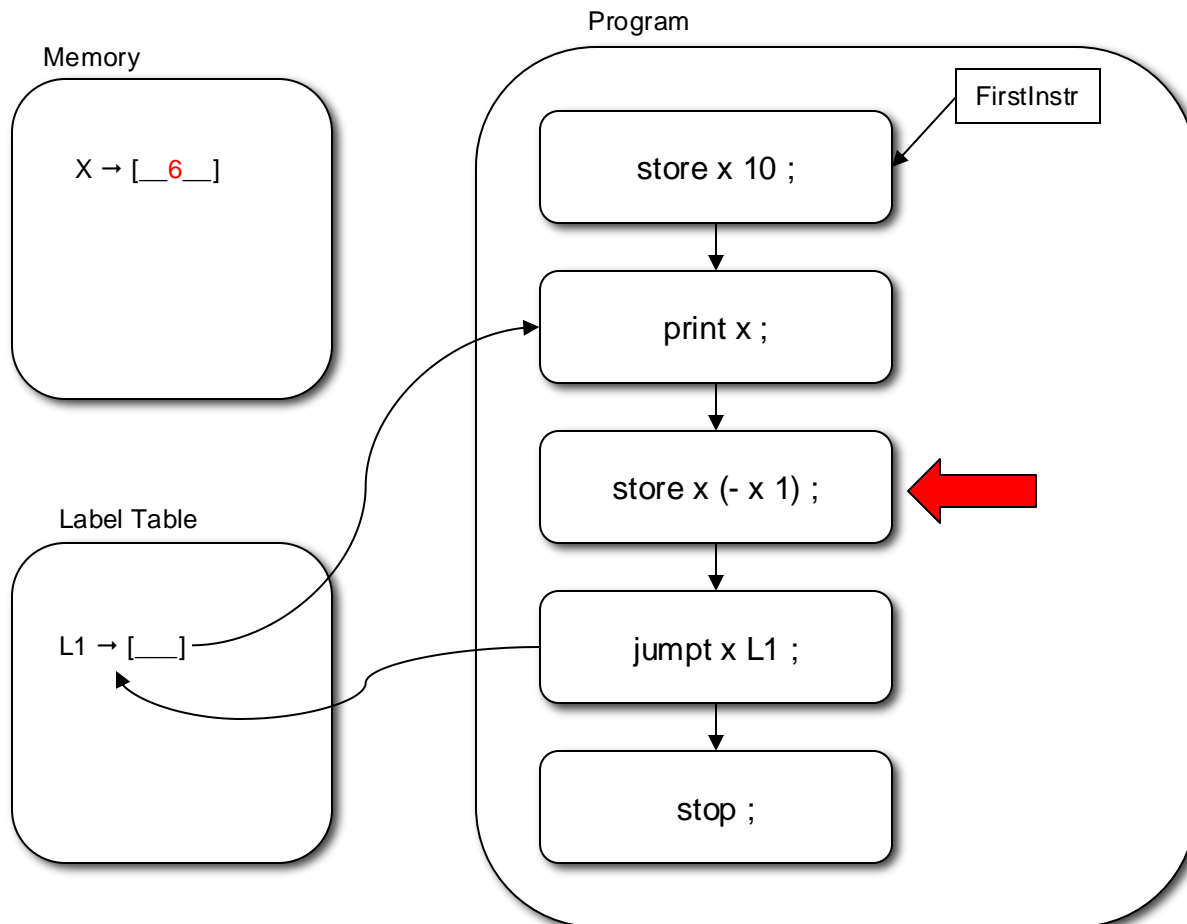 Program
Memory
FirstInstr
store x 10 ;
X → [__6__]
print x ;
store x (- x 1) ;
Label Table
L1 → [___]
jumpt x L1 ;
stop ;